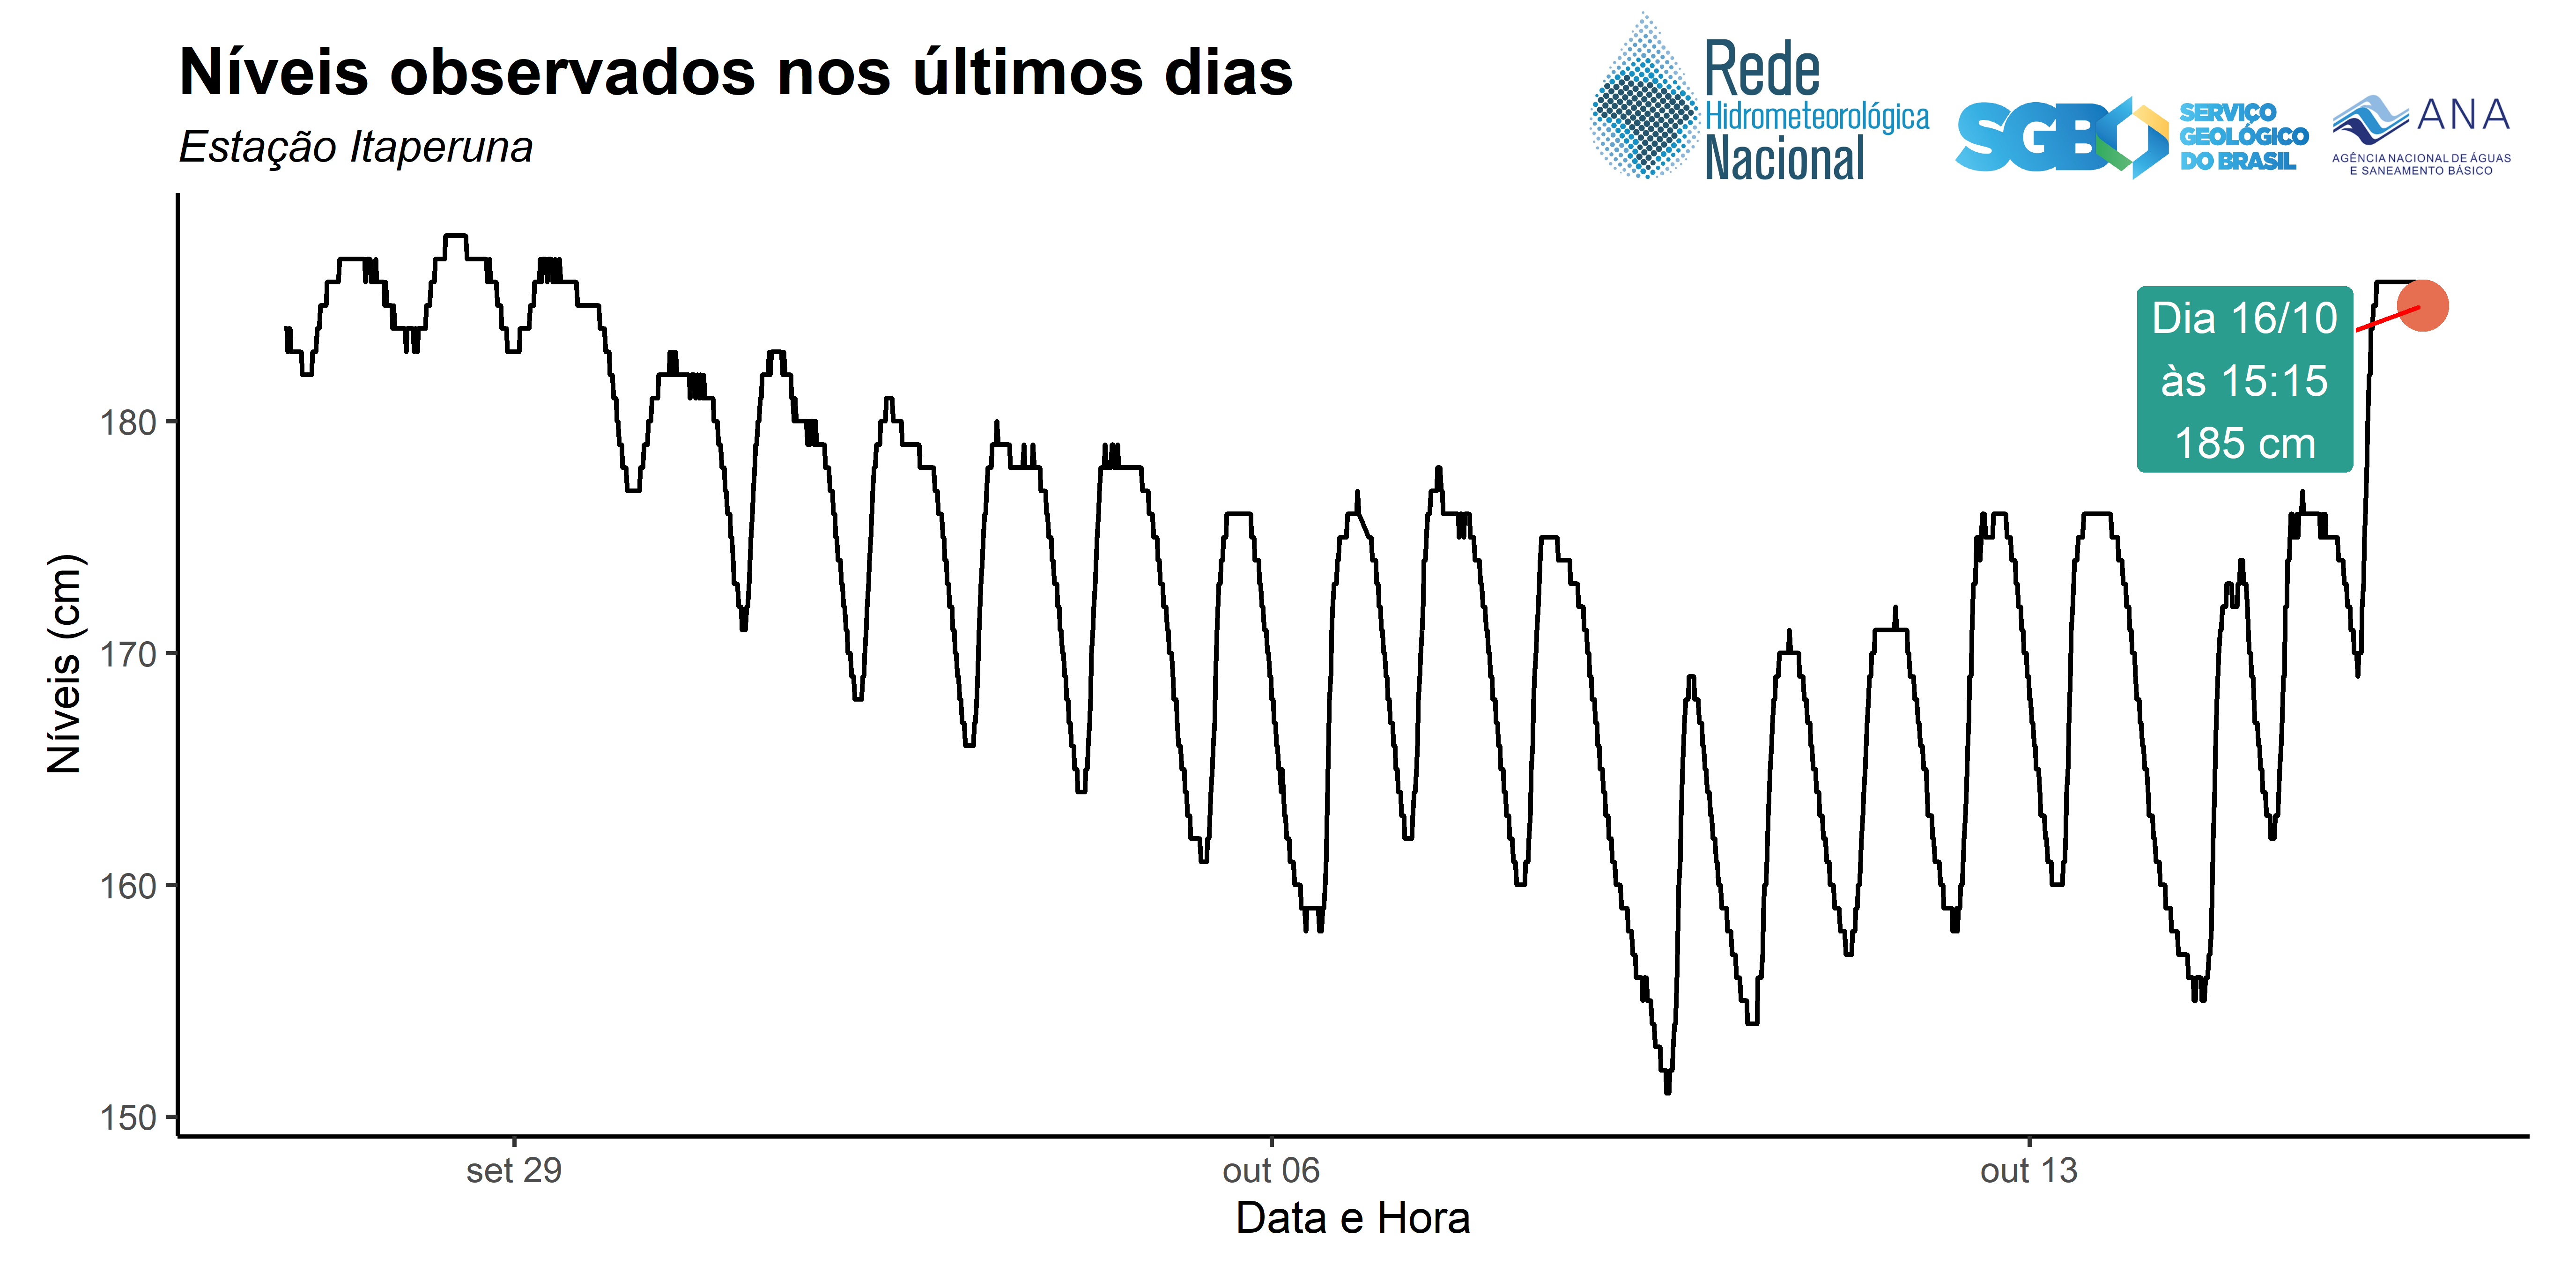 Níveis observados nos últimos dias
Estação Itaperuna
Rede
Hidrometeorológica
Nacional
SGB
SERVIÇO
GEOLÓGICO
DO BRASIL
ANA
AGÊNCIA NACIONAL DE ÁGUAS
E SANEAMENTO BÁSICO
Níveis (cm)
180
170
160
150
Dia 16/10
às 15:15
185 cm
set 29
out 06
out 13
Data e Hora